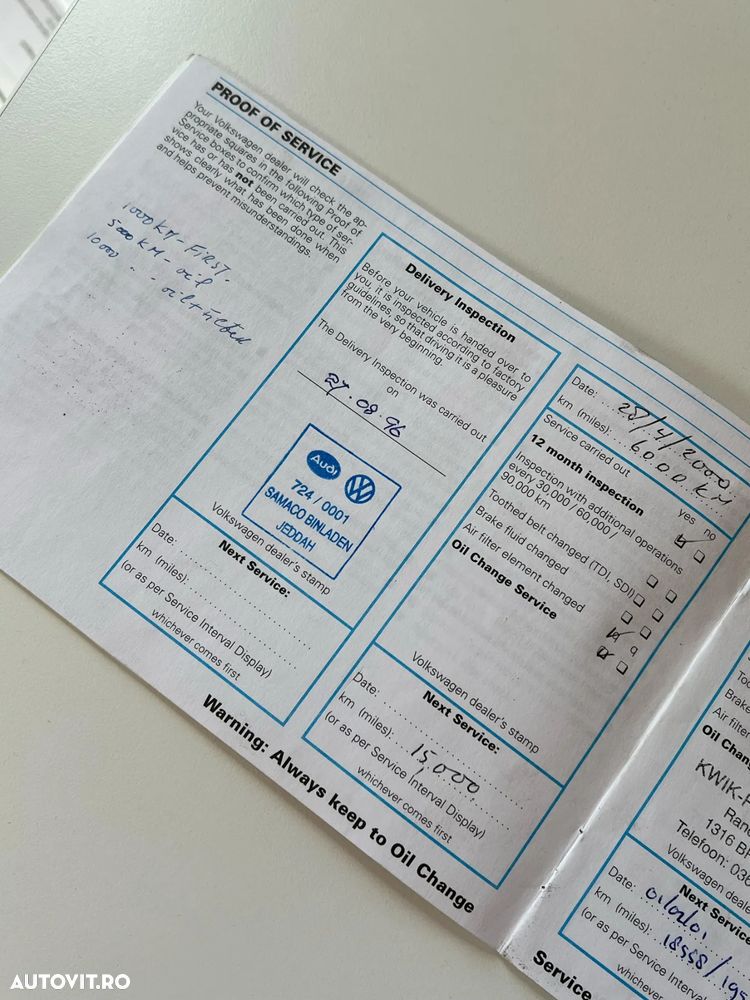 PROOF OF SERVICE
Your Volkswagen dealer will check the ap-
propriate squares in the following Proof of
Service boxes to confirm which type of ser-
vice has or has not been carried out. This
shows clearly what has been done when
and helps prevent misunderstandings.
1000 KM - FIRST.
5000 KM - oil
10000
Delivery Inspection
Before your vehicle is handed over to
you, it is inspected according to factory
guidelines, so that driving it is a pleasure
from the very beginning.
The Delivery Inspection was carried out
on
27.08.96
Audi
724 / 0001
SAMACO BINLADEN
JEDDAH
Volkswagen dealer's stamp
Next Service:
Date:
km (miles):
(or as per Service Interval Display)
whichever comes first
Date: 25/4/2000
km (miles): 6000 KM
Service carried out
yes no
12 month inspection
Inspection with additional operations
every 30,000 / 60,000 /
90,000 km
Toothed belt changed (TDI, SDI)
Brake fluid changed
Air filter element changed
Oil Change Service
Volkswagen dealer's stamp
Next Service:
Date:
km (miles): 15,000
(or as per Service Interval Display)
whichever comes first
Warning: Always keep to Oil Change
Brake
Air filter
Oil Chang
KWIK-F
1316 B
Telefoon: 036
Volkswagen deale
Next Service
Date: 01/02/01
km (miles): 18558/
(or as per Service Inter
whichever
Service
AUTOVIT.RO